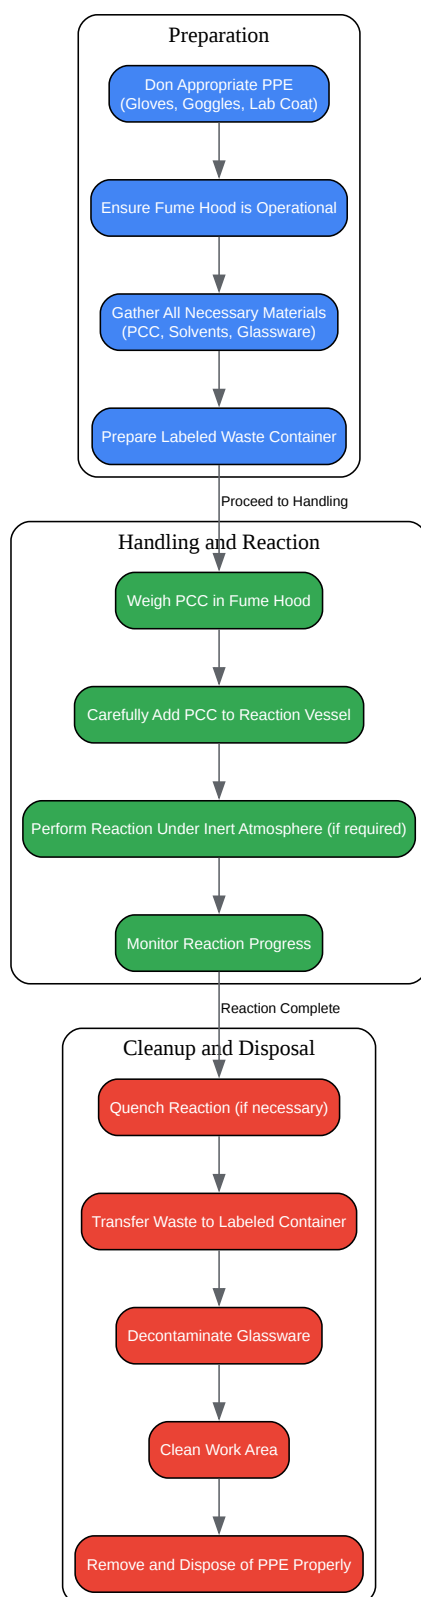 Preparation
Don Appropriate PPE
(Gloves, Goggles, Lab Coat)
Ensure Fume Hood is Operational
Gather All Necessary Materials
(PCC, Solvents, Glassware)
Prepare Labeled Waste Container
Proceed to Handling
Handling and Reaction
Weigh PCC in Fume Hood
Carefully Add PCC to Reaction Vessel
Perform Reaction Under Inert Atmosphere (if required)
Monitor Reaction Progress
Reaction Complete
Cleanup and Disposal
Quench Reaction (if necessary)
Transfer Waste to Labeled Container
Decontaminate Glassware
Clean Work Area
Remove and Dispose of PPE Properly